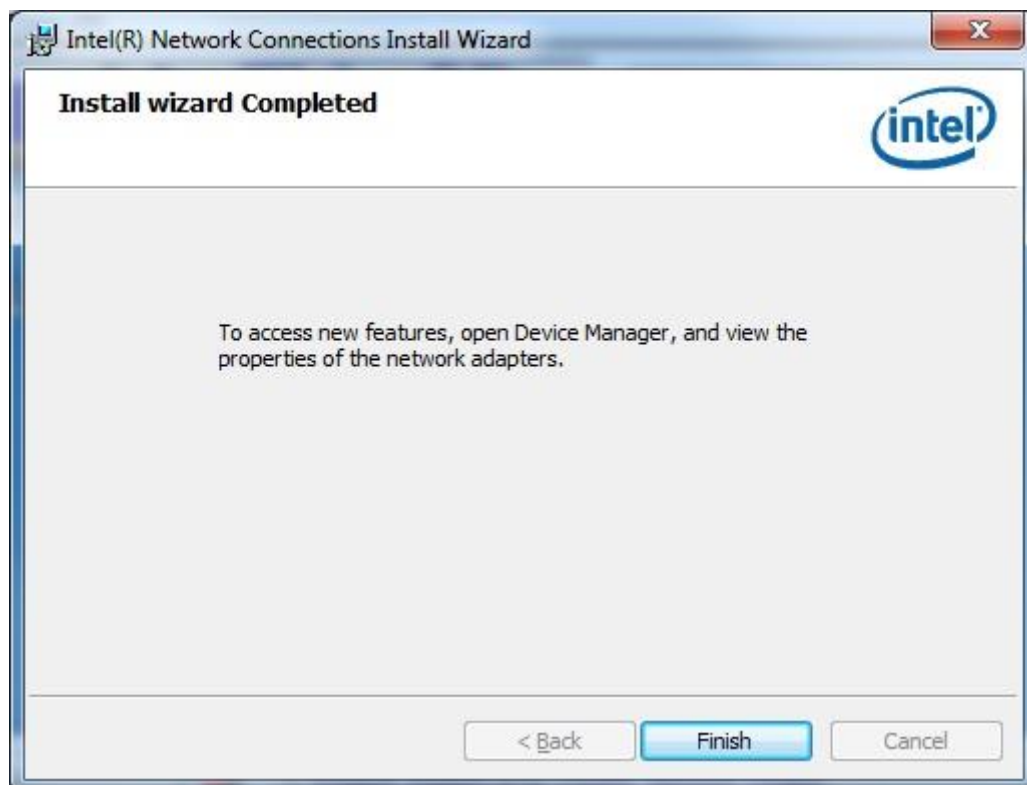 Intel(R) Network Connections Install Wizard
Install wizard Completed
intel
To access new features, open Device Manager, and view the
properties of the network adapters.
< Back
Finish
Cancel